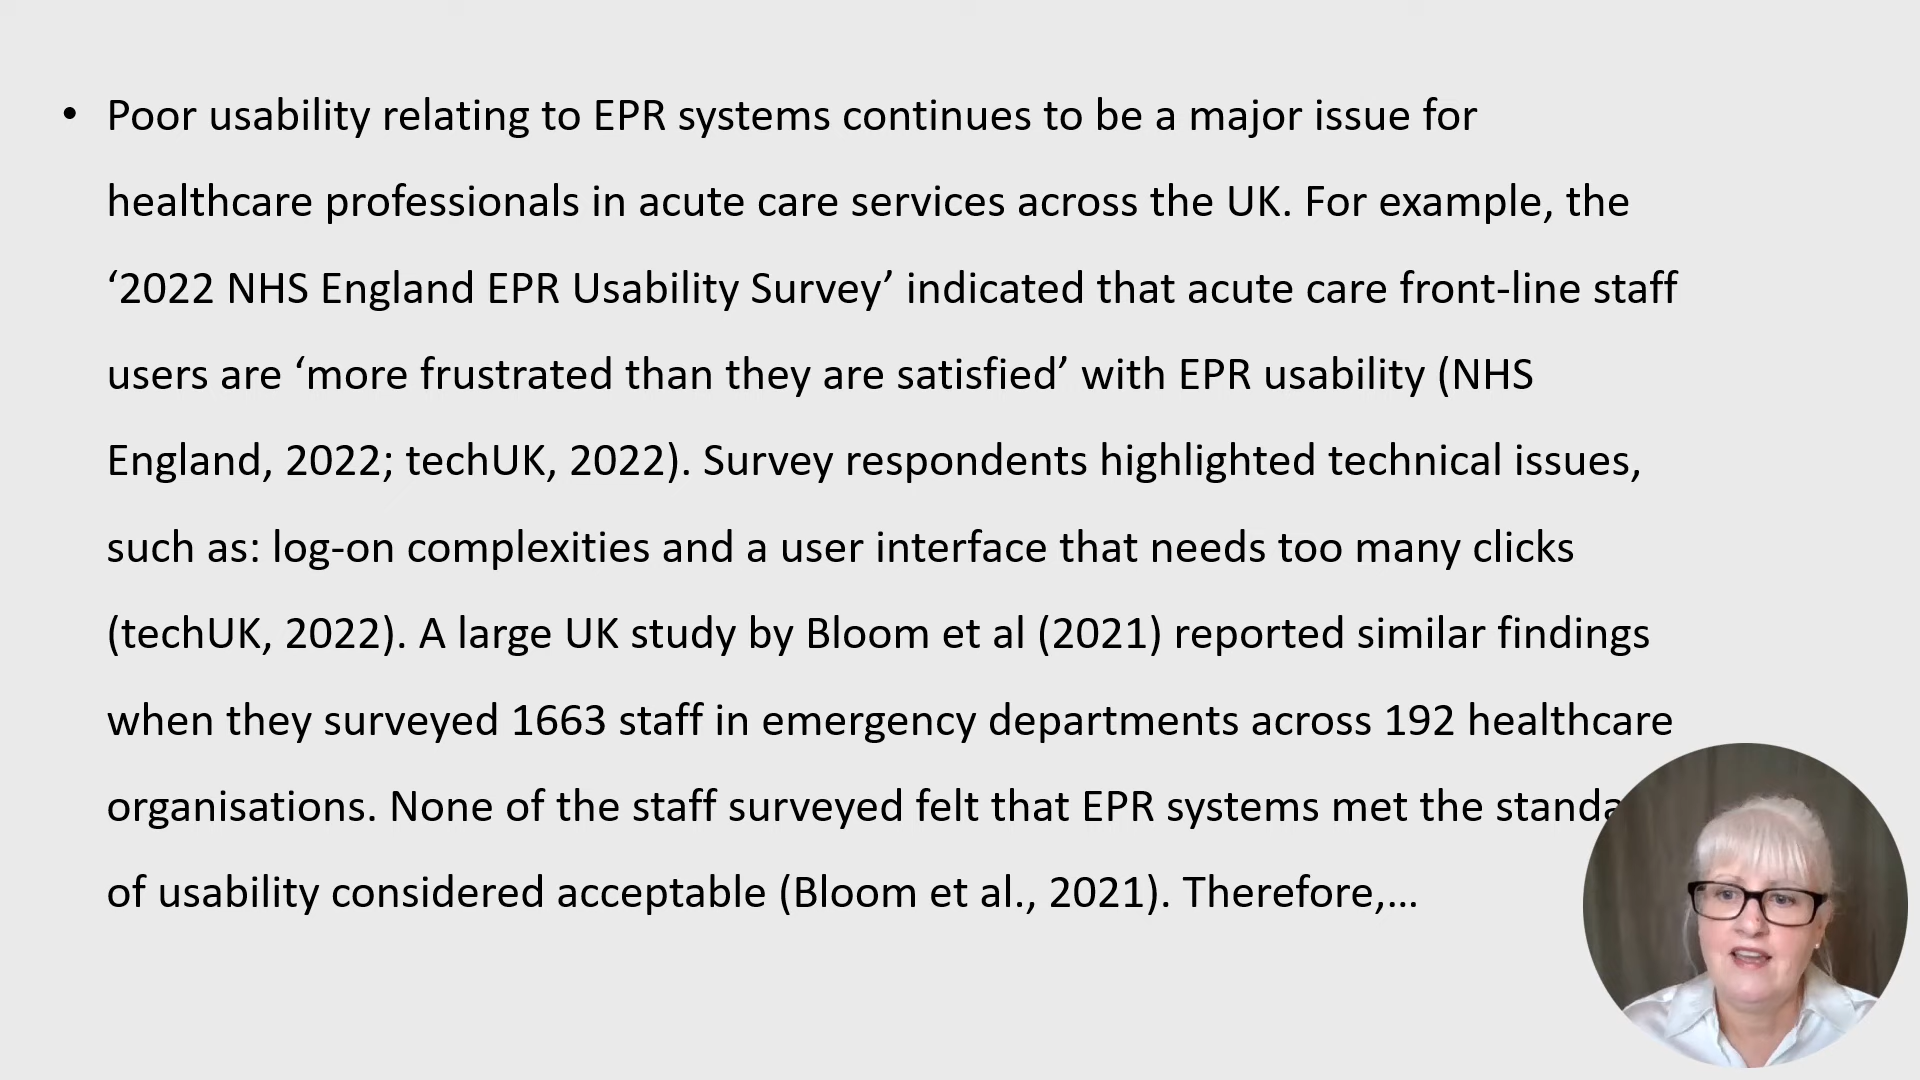 • Poor usability relating to EPR systems continues to be a major issue for
healthcare professionals in acute care services across the UK. For example, the
‘2022 NHS England EPR Usability Survey’ indicated that acute care front-line staff
users are ‘more frustrated than they are satisfied’ with EPR usability (NHS
England, 2022; techUK, 2022). Survey respondents highlighted technical issues,
such as: log-on complexities and a user interface that needs too many clicks
(techUK, 2022). A large UK study by Bloom et al (2021) reported similar findings
when they surveyed 1663 staff in emergency departments across 192 healthcare
organisations. None of the staff surveyed felt that EPR systems met the
of usability considered acceptable (Bloom et al., 2021). Therefore,…